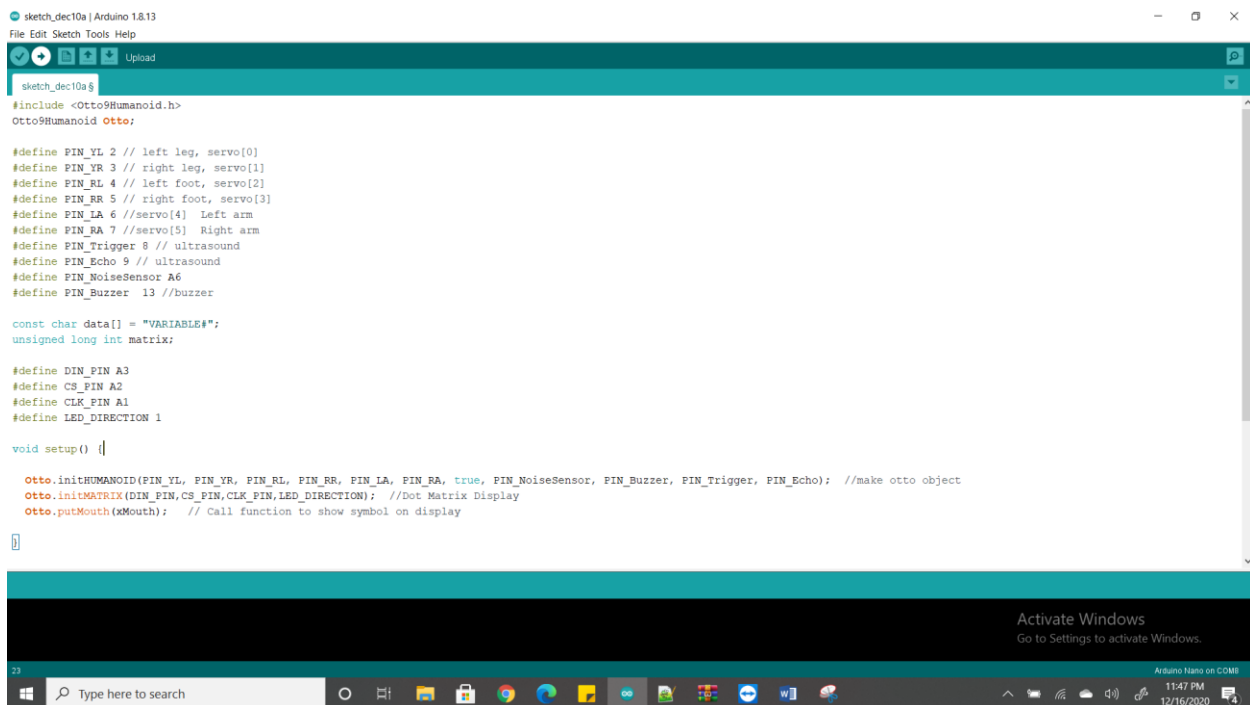 sketch_dec10a | Arduino 1.8.13
File Edit Sketch Tools Help
Upload
sketch_dec10a §
#include <Otto9Humanoid.h>
Otto9Humanoid Otto;
#define PIN_YL 2 // left leg, servo[0]
#define PIN_YR 3 // right leg, servo[1]
#define PIN_RL 4 // left foot, servo[2]
#define PIN_RR 5 // right foot, servo[3]
#define PIN_LA 6 //servo[4]  Left arm
#define PIN_RA 7 //servo[5]  Right arm
#define PIN_Trigger 8 // ultrasound
#define PIN_Echo 9 // ultrasound
#define PIN_NoiseSensor A6
#define PIN_Buzzer  13 //buzzer
const char data[] = "VARIABLE#";
unsigned long int matrix;
#define DIN_PIN A3
#define CS_PIN A2
#define CLK_PIN A1
#define LED_DIRECTION 1
void setup() {
Otto.initHUMANOID(PIN_YL, PIN_YR, PIN_RL, PIN_RR, PIN_LA, PIN_RA, true, PIN_NoiseSensor, PIN_Buzzer, PIN_Trigger, PIN_Echo);  //make otto object
Otto.initMATRIX(DIN_PIN,CS_PIN,CLK_PIN,LED_DIRECTION);  //Dot Matrix Display
Otto.putMouth(xMouth);   // Call function to show symbol on display
}
Activate Windows
Go to Settings to activate Windows.
23
Arduino Nano on COM8
Type here to search
11:47 PM
12/16/2020
4